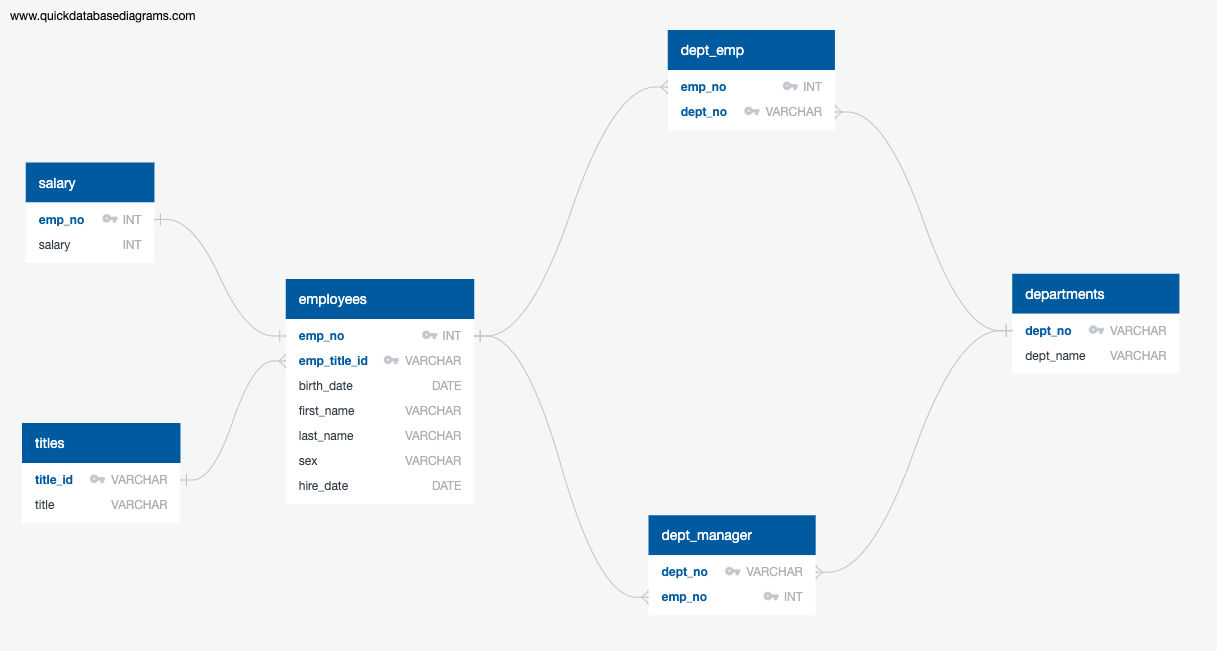 www.quickdatabasediagrams.com
dept_emp
emp_no INT
dept_no VARCHAR
salary
emp_no INT
salary INT
employees
emp_no INT
emp_title_id VARCHAR
birth_date DATE
first_name VARCHAR
last_name VARCHAR
sex VARCHAR
hire_date DATE
departments
dept_no VARCHAR
dept_name VARCHAR
titles
title_id VARCHAR
title VARCHAR
dept_manager
dept_no VARCHAR
emp_no INT